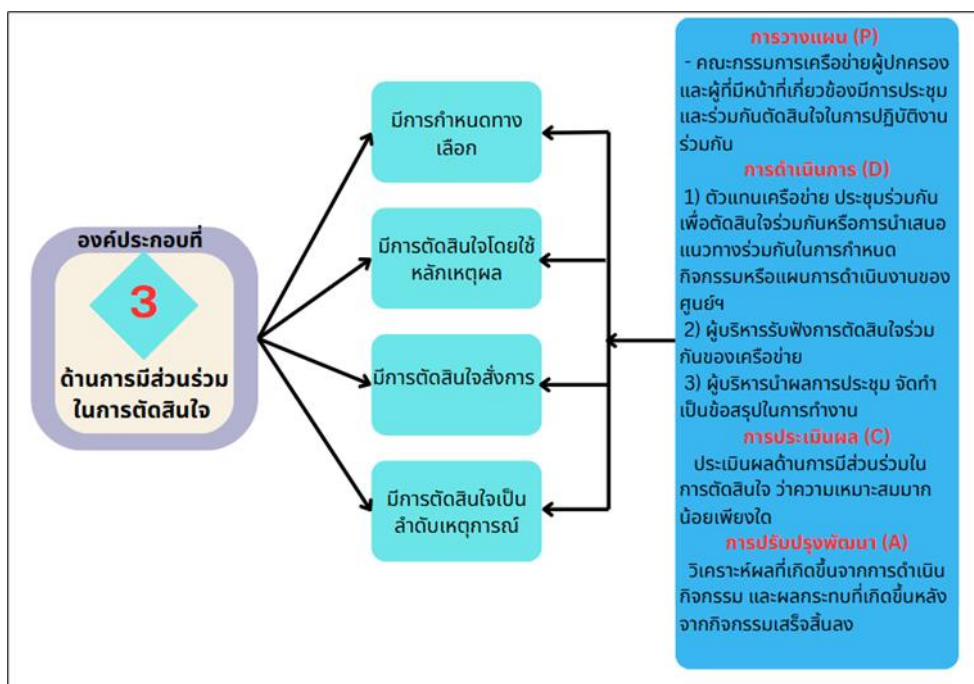 องค์ประกอบที่
3
ด้านการมีส่วนร่วม
ในการตัดสินใจ
มีการกำหนดทาง
เลือก
มีการตัดสินใจโดยใช้
หลักเหตุผล
มีการตัดสินใจสั่งการ
มีการตัดสินใจเป็น
ลำดับเหตุการณ์
การวางแผน (P)
- คณะกรรมการเครือข่ายผู้ปกครอง
และผู้ที่มีหน้าที่เกี่ยวข้องมีการประชุม
และร่วมกันตัดสินใจในการปฏิบัติงาน
ร่วมกัน
การดำเนินการ (D)
1) ตัวแทนเครือข่าย ประชุมร่วมกัน
เพื่อตัดสินใจร่วมกันหรือการนำเสนอ
แนวทางร่วมกันในการกำหนด
กิจกรรมหรือแผนการดำเนินงานของ
ศูนย์ฯ
2) ผู้บริหารรับฟังการตัดสินใจร่วม
กันของเครือข่าย
3) ผู้บริหารนำผลการประชุม จัดทำ
เป็นข้อสรุปในการทำงาน
การประเมินผล (C)
ประเมินผลด้านการมีส่วนร่วมใน
การตัดสินใจ ว่าความเหมาะสมมาก
น้อยเพียงใด
การปรับปรุงพัฒนา (A)
วิเคราะห์ผลที่เกิดขึ้นจากการดำเนิน
กิจกรรม และผลกระทบที่เกิดขึ้นหลัง
จากกิจกรรมเสร็จสิ้นลง